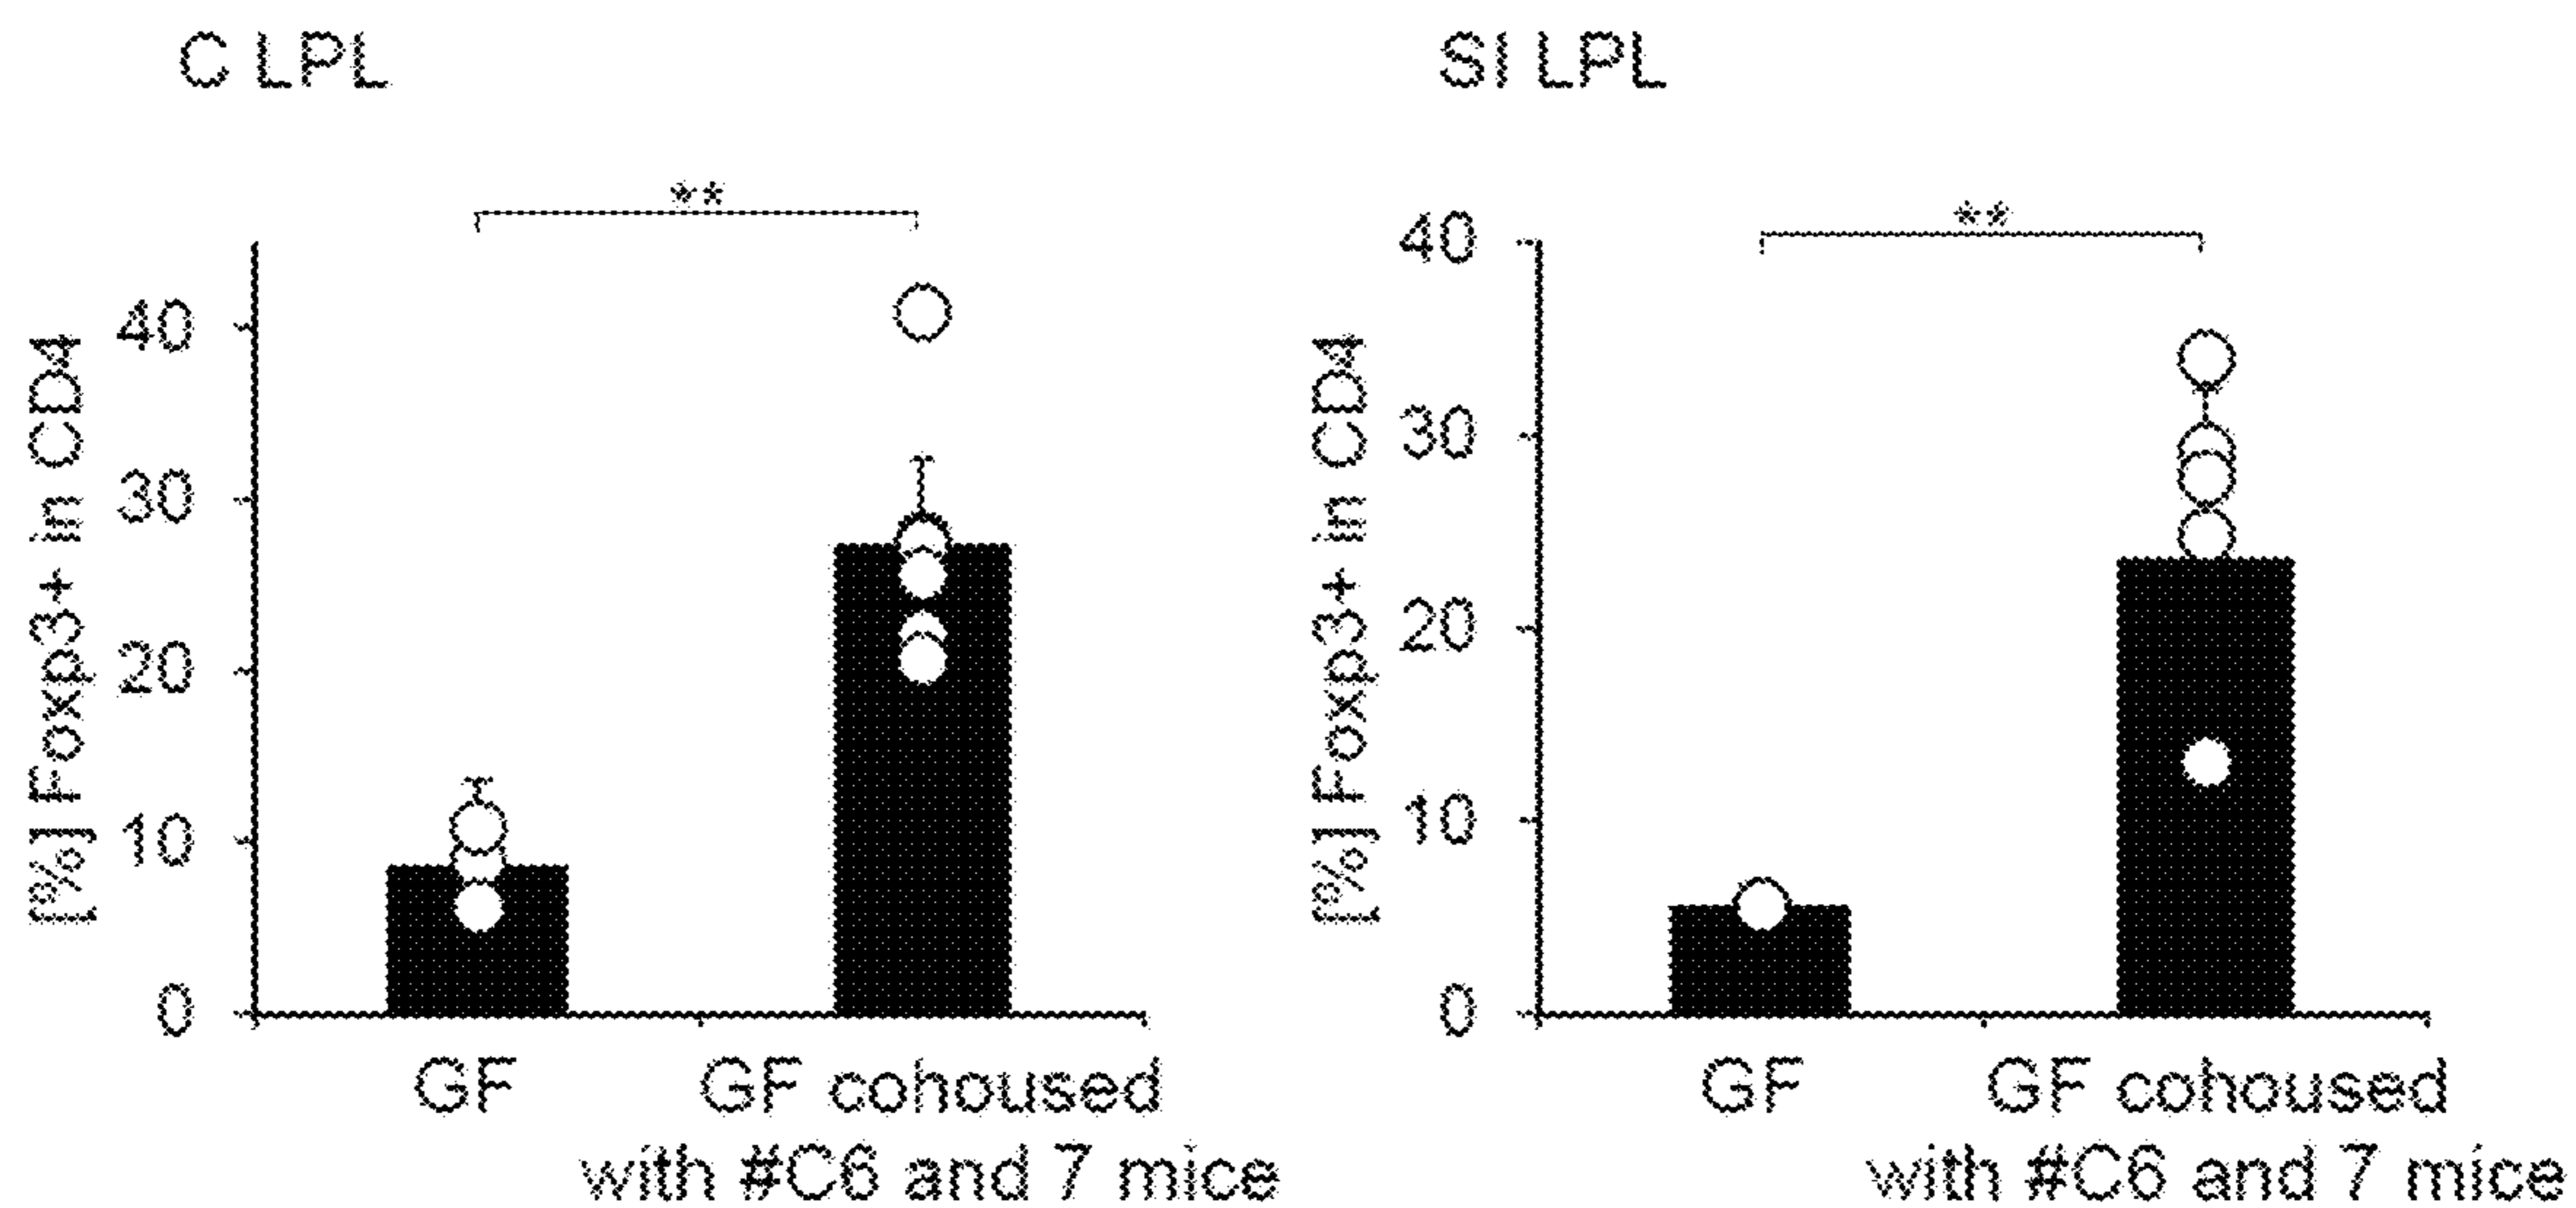 C LPL
**
[%] Foxp3+ in CD4
40
30
20
10
0
GF
GF cohoused
with #C6 and 7 mice
SI LPL
**
[%] Foxp3+ in CD4
40
30
20
10
0
GF
GF cohoused
with #C6 and 7 mice